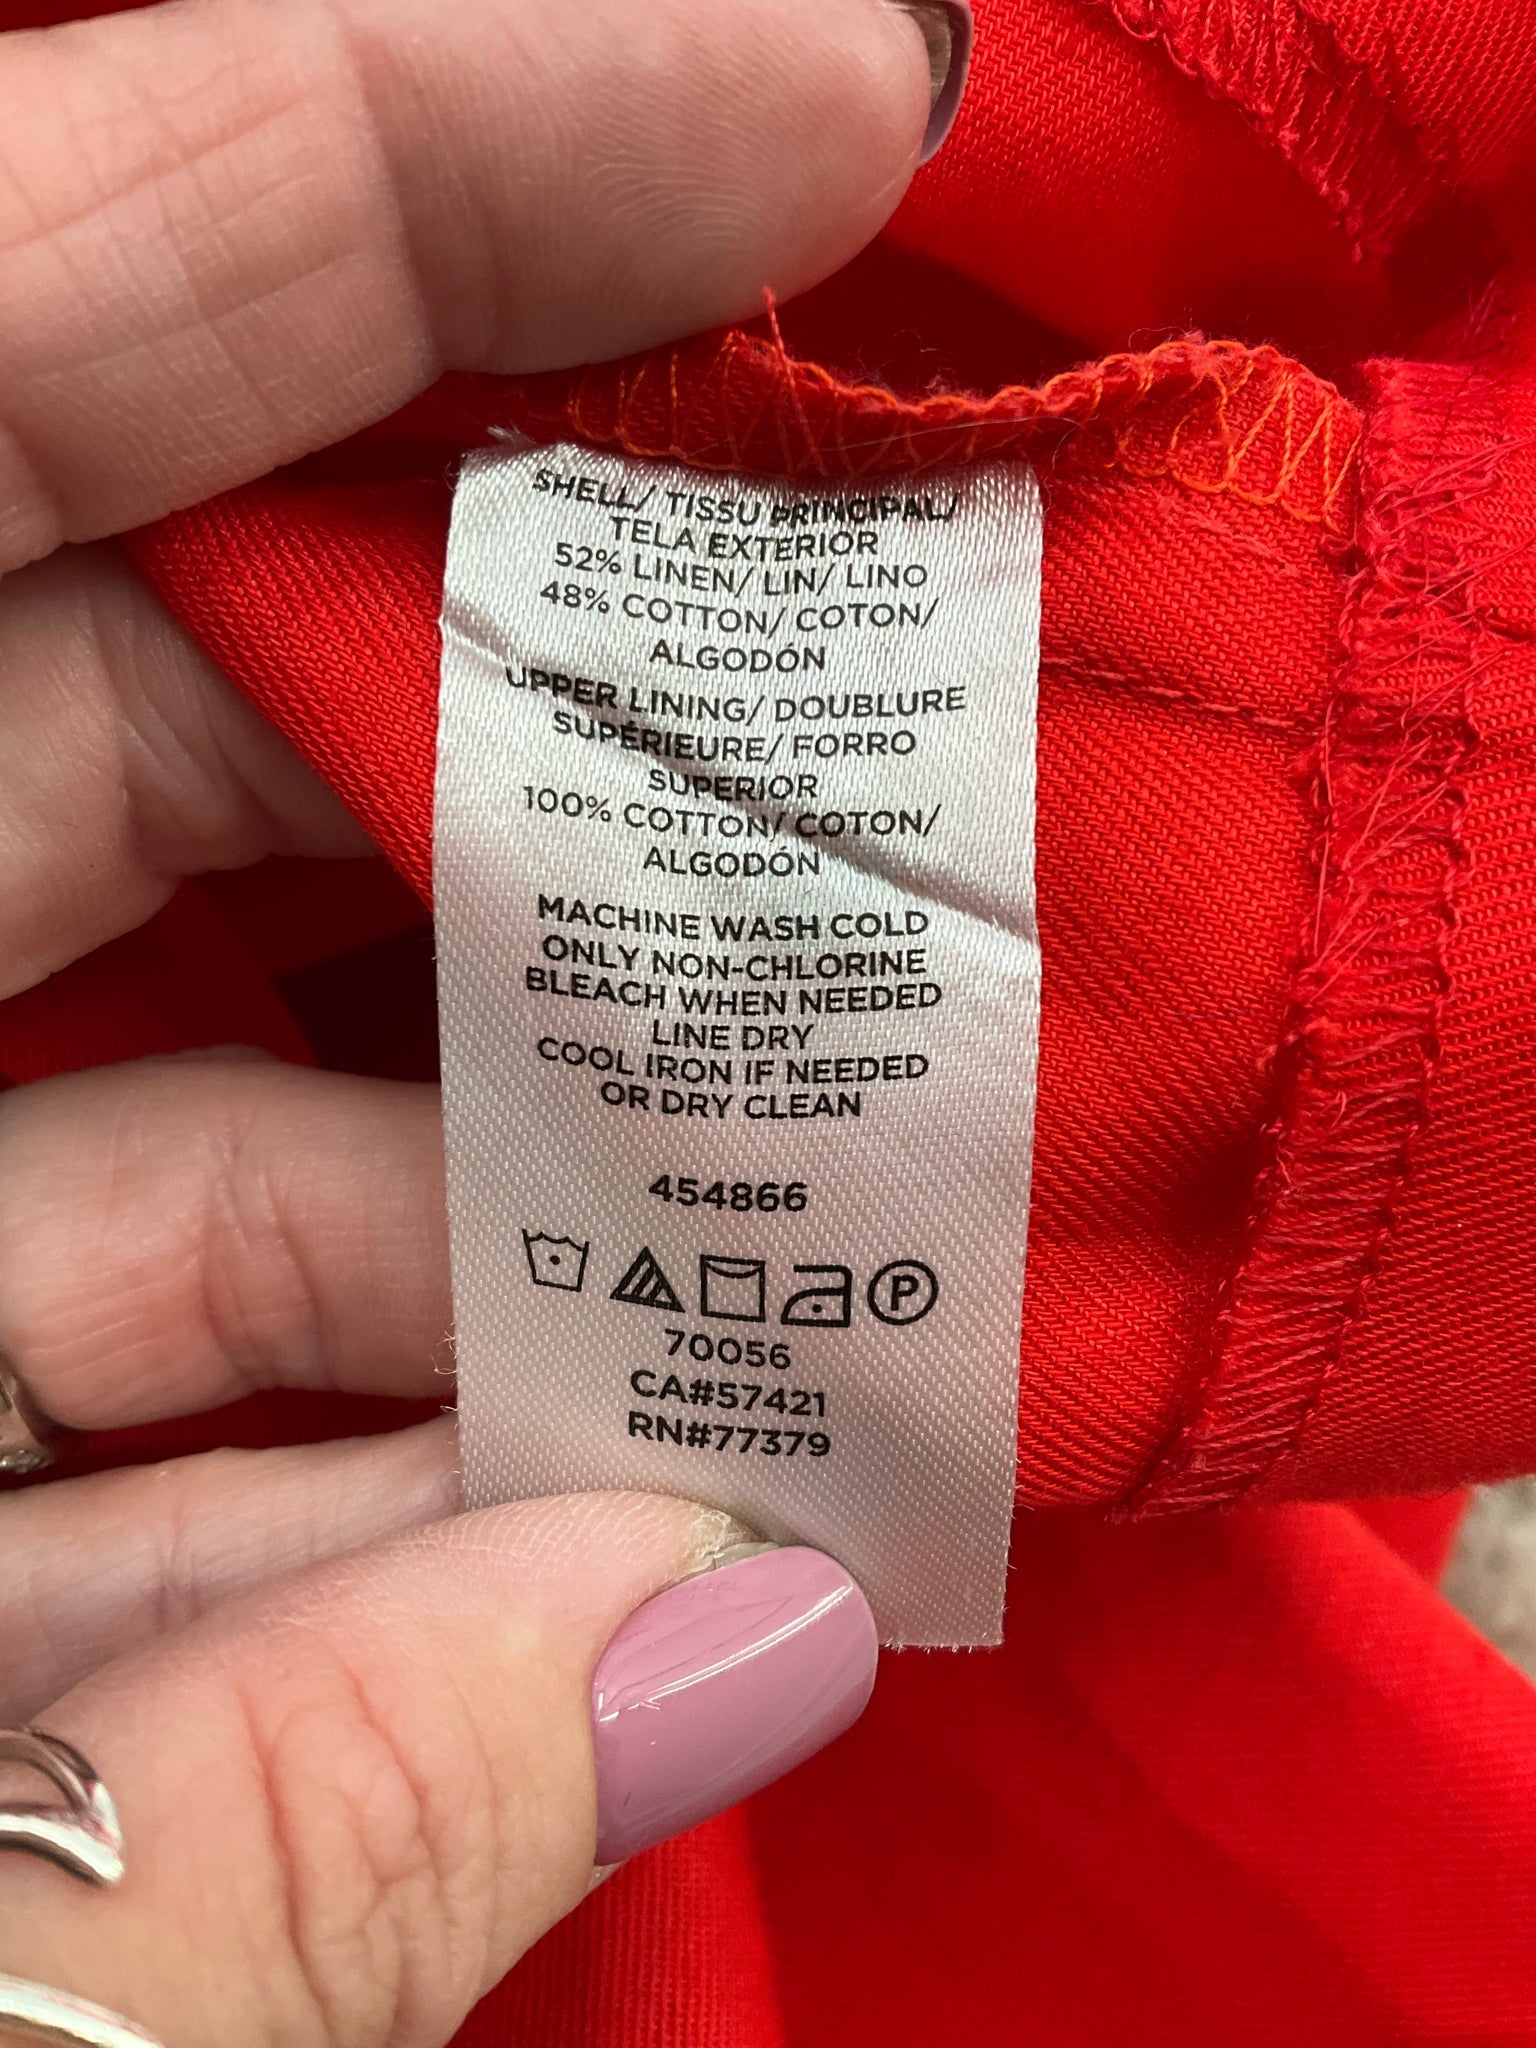 SHELL/ TISSU PRINCIPAL/
TELA EXTERIOR
52% LINEN/ LIN/ LINO
48% COTTON/ COTON/
ALGODÓN
UPPER LINING/ DOUBLURE
SUPÉRIEURE/ FORRO
SUPERIOR
100% COTTON/ COTON/
ALGODÓN
MACHINE WASH COLD
ONLY NON-CHLORINE
BLEACH WHEN NEEDED
LINE DRY
COOL IRON IF NEEDED
OR DRY CLEAN
454866
P
70056
CA#57421
RN#77379